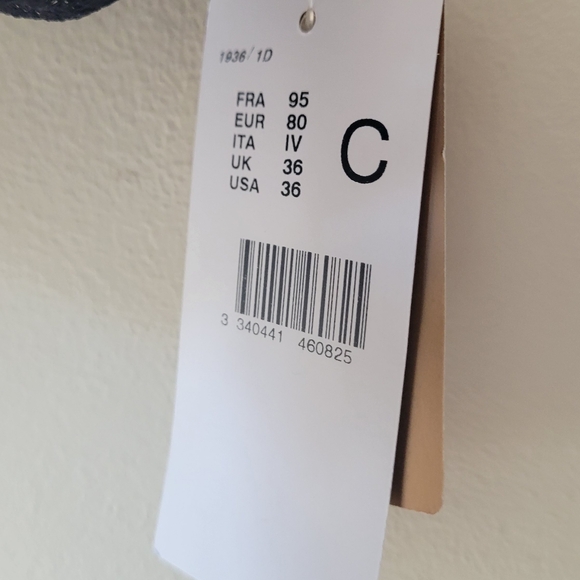 1936/1D
FRA 95
EUR 80
ITA IV
UK 36
USA 36
C
3 340441 460825